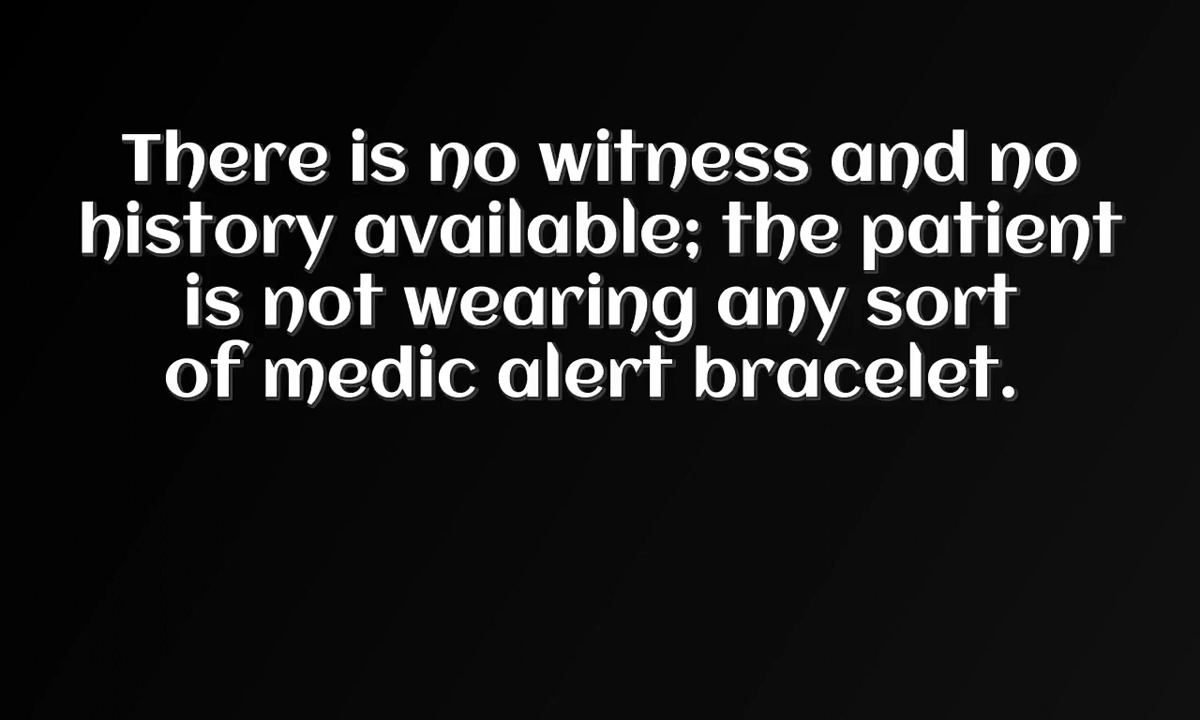 There is no witness and no
history available; the patient
is not wearing any sort
of medic alert bracelet.